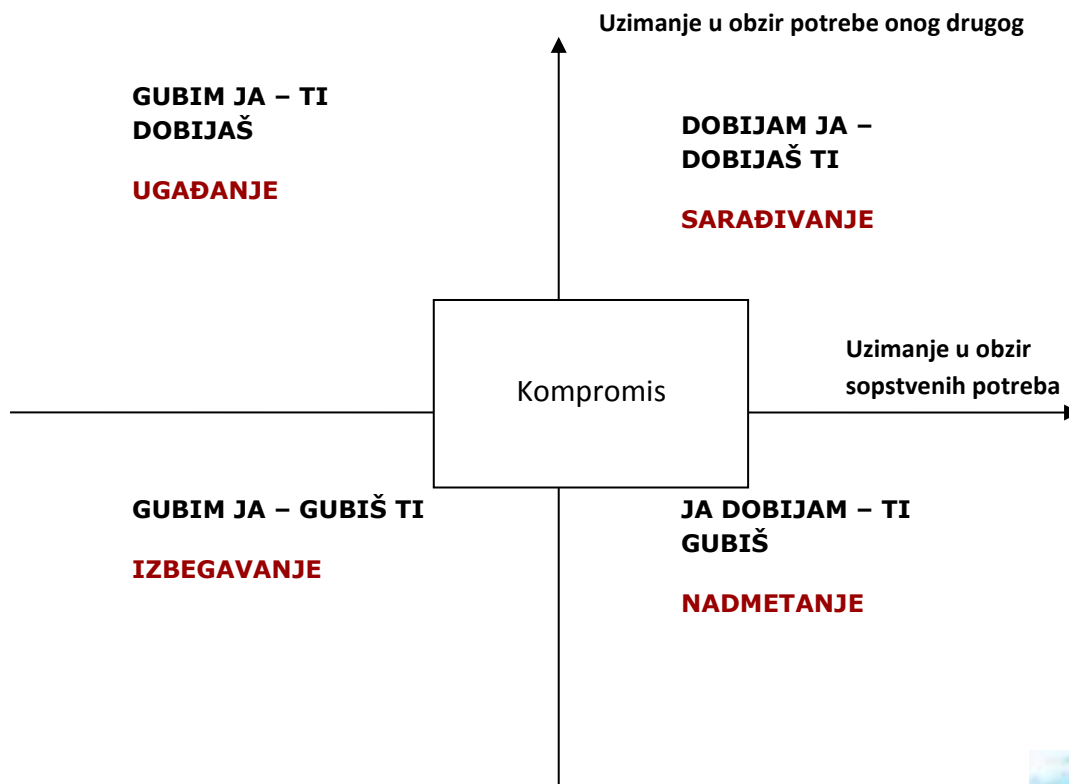 Uzimanje u obzir potrebe onog drugog
GUBIM JA – TI
DOBIJAŠ
UGAĐANJE
DOBIJAM JA –
DOBIJAŠ TI
SARAĐIVANJE
Uzimanje u obzir
sopstvenih potreba
Kompromis
GUBIM JA – GUBIŠ TI
IZBEGAVANJE
JA DOBIJAM – TI
GUBIŠ
NADMETANJE